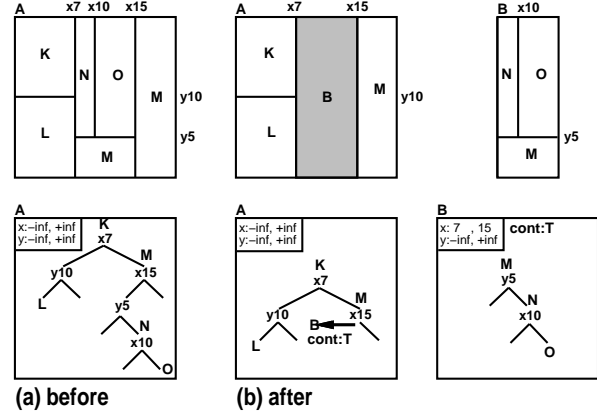 A x7 x10 x15
K
N O
M
y10
L
y5
M
A x7 x15
K
B
M
y10
L
B x10
N O
y5
M
A
x:-inf, +inf
y:-inf, +inf
K
x7
M
y10 x15
L
y5
N
x10
O
A
x:-inf, +inf
y:-inf, +inf
K
x7
M
y10 x15
B
L
cont:T
B
x: 7 , 15 cont:T
y:-inf, +inf
M
y5
N
x10
O
(a) before (b) after